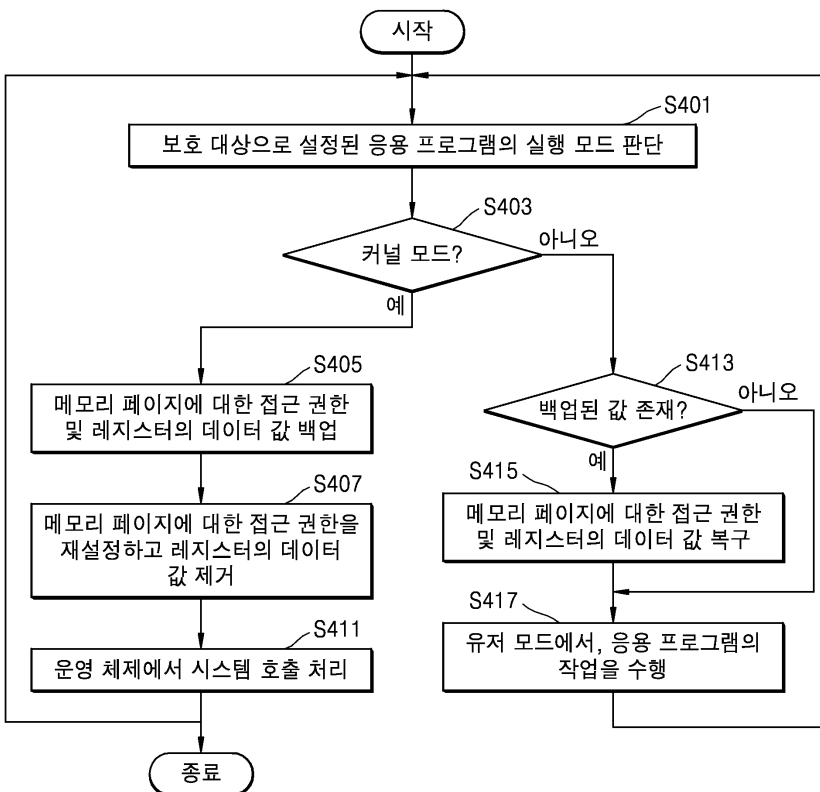 시작
S401
보호 대상으로 설정된 응용 프로그램의 실행 모드 판단
S403
커널 모드?
아니오
예
S405
메모리 페이지에 대한 접근 권한
및 레지스터의 데이터 값 백업
S407
메모리 페이지에 대한 접근 권한을
재설정하고 레지스터의 데이터
값 제거
S411
운영 체제에서 시스템 호출 처리
종료
S413
백업된 값 존재?
아니오
예
S415
메모리 페이지에 대한 접근 권한
및 레지스터의 데이터 값 복구
S417
유저 모드에서, 응용 프로그램의
작업을 수행